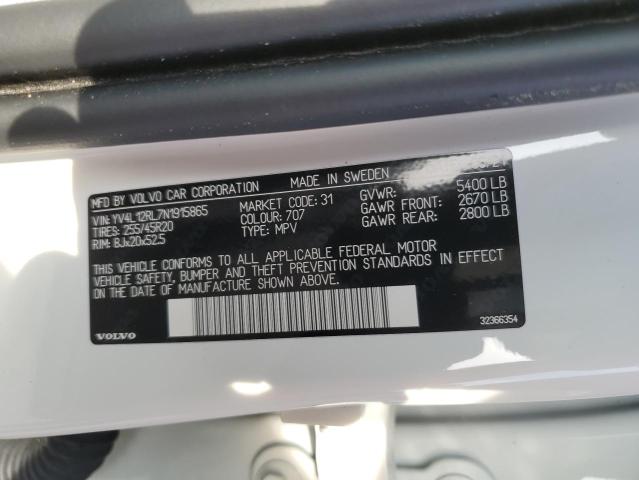 MFD BY VOLVO CAR CORPORATION MADE IN SWEDEN
VIN: YV4L12RL7N1915865 MARKET CODE: 31 GVWR: 5400 LB
TIRES: 255/45R20 COLOUR: 707 GAWR FRONT: 2670 LB
RIM: 8Jx20x52.5 TYPE: MPV GAWR REAR: 2800 LB
THIS VEHICLE CONFORMS TO ALL APPLICABLE FEDERAL MOTOR
VEHICLE SAFETY, BUMPER AND THEFT PREVENTION STANDARDS IN EFFECT
ON THE DATE OF MANUFACTURE SHOWN ABOVE.
VOLVO 32366354